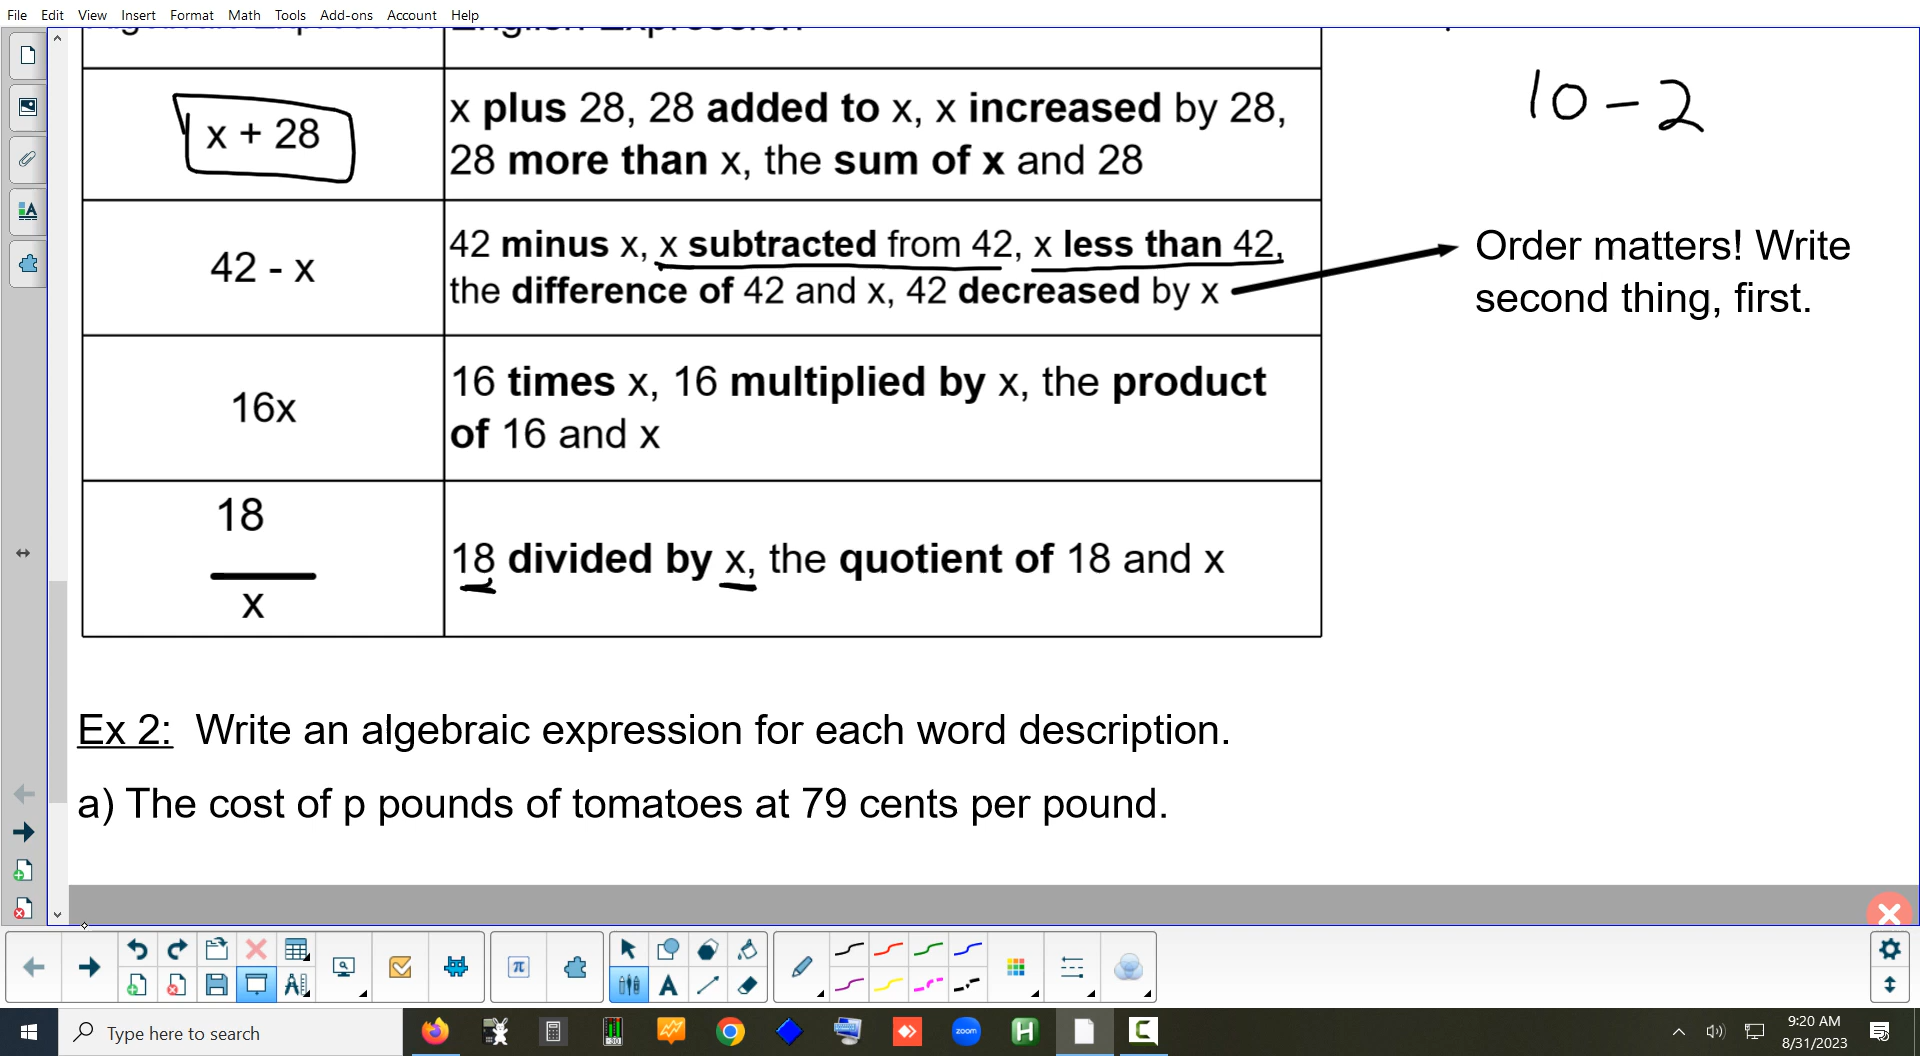 File Edit View Insert Format Math Tools Add-ons Account Help
Algebraic Expression English Expression
10 - 2
x + 28
x plus 28, 28 added to x, x increased by 28,
28 more than x, the sum of x and 28
42 - x
42 minus x, x subtracted from 42, x less than 42,
the difference of 42 and x, 42 decreased by x
Order matters! Write
second thing, first.
16x
16 times x, 16 multiplied by x, the product
of 16 and x
18
x
18 divided by x, the quotient of 18 and x
Ex 2: Write an algebraic expression for each word description.
a) The cost of p pounds of tomatoes at 79 cents per pound.
π
A
Type here to search
zoom
H
C
9:20 AM
8/31/2023